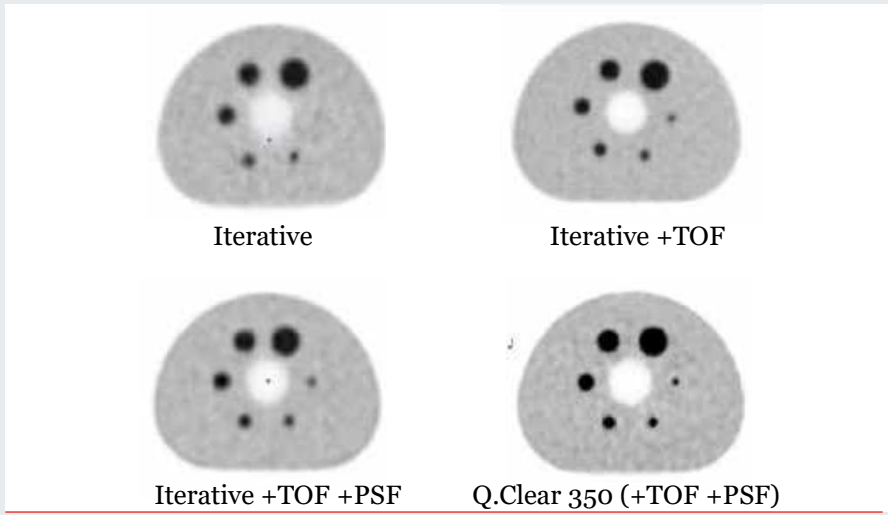 Iterative
Iterative +TOF
Iterative +TOF +PSF
Q.Clear 350 (+TOF +PSF)